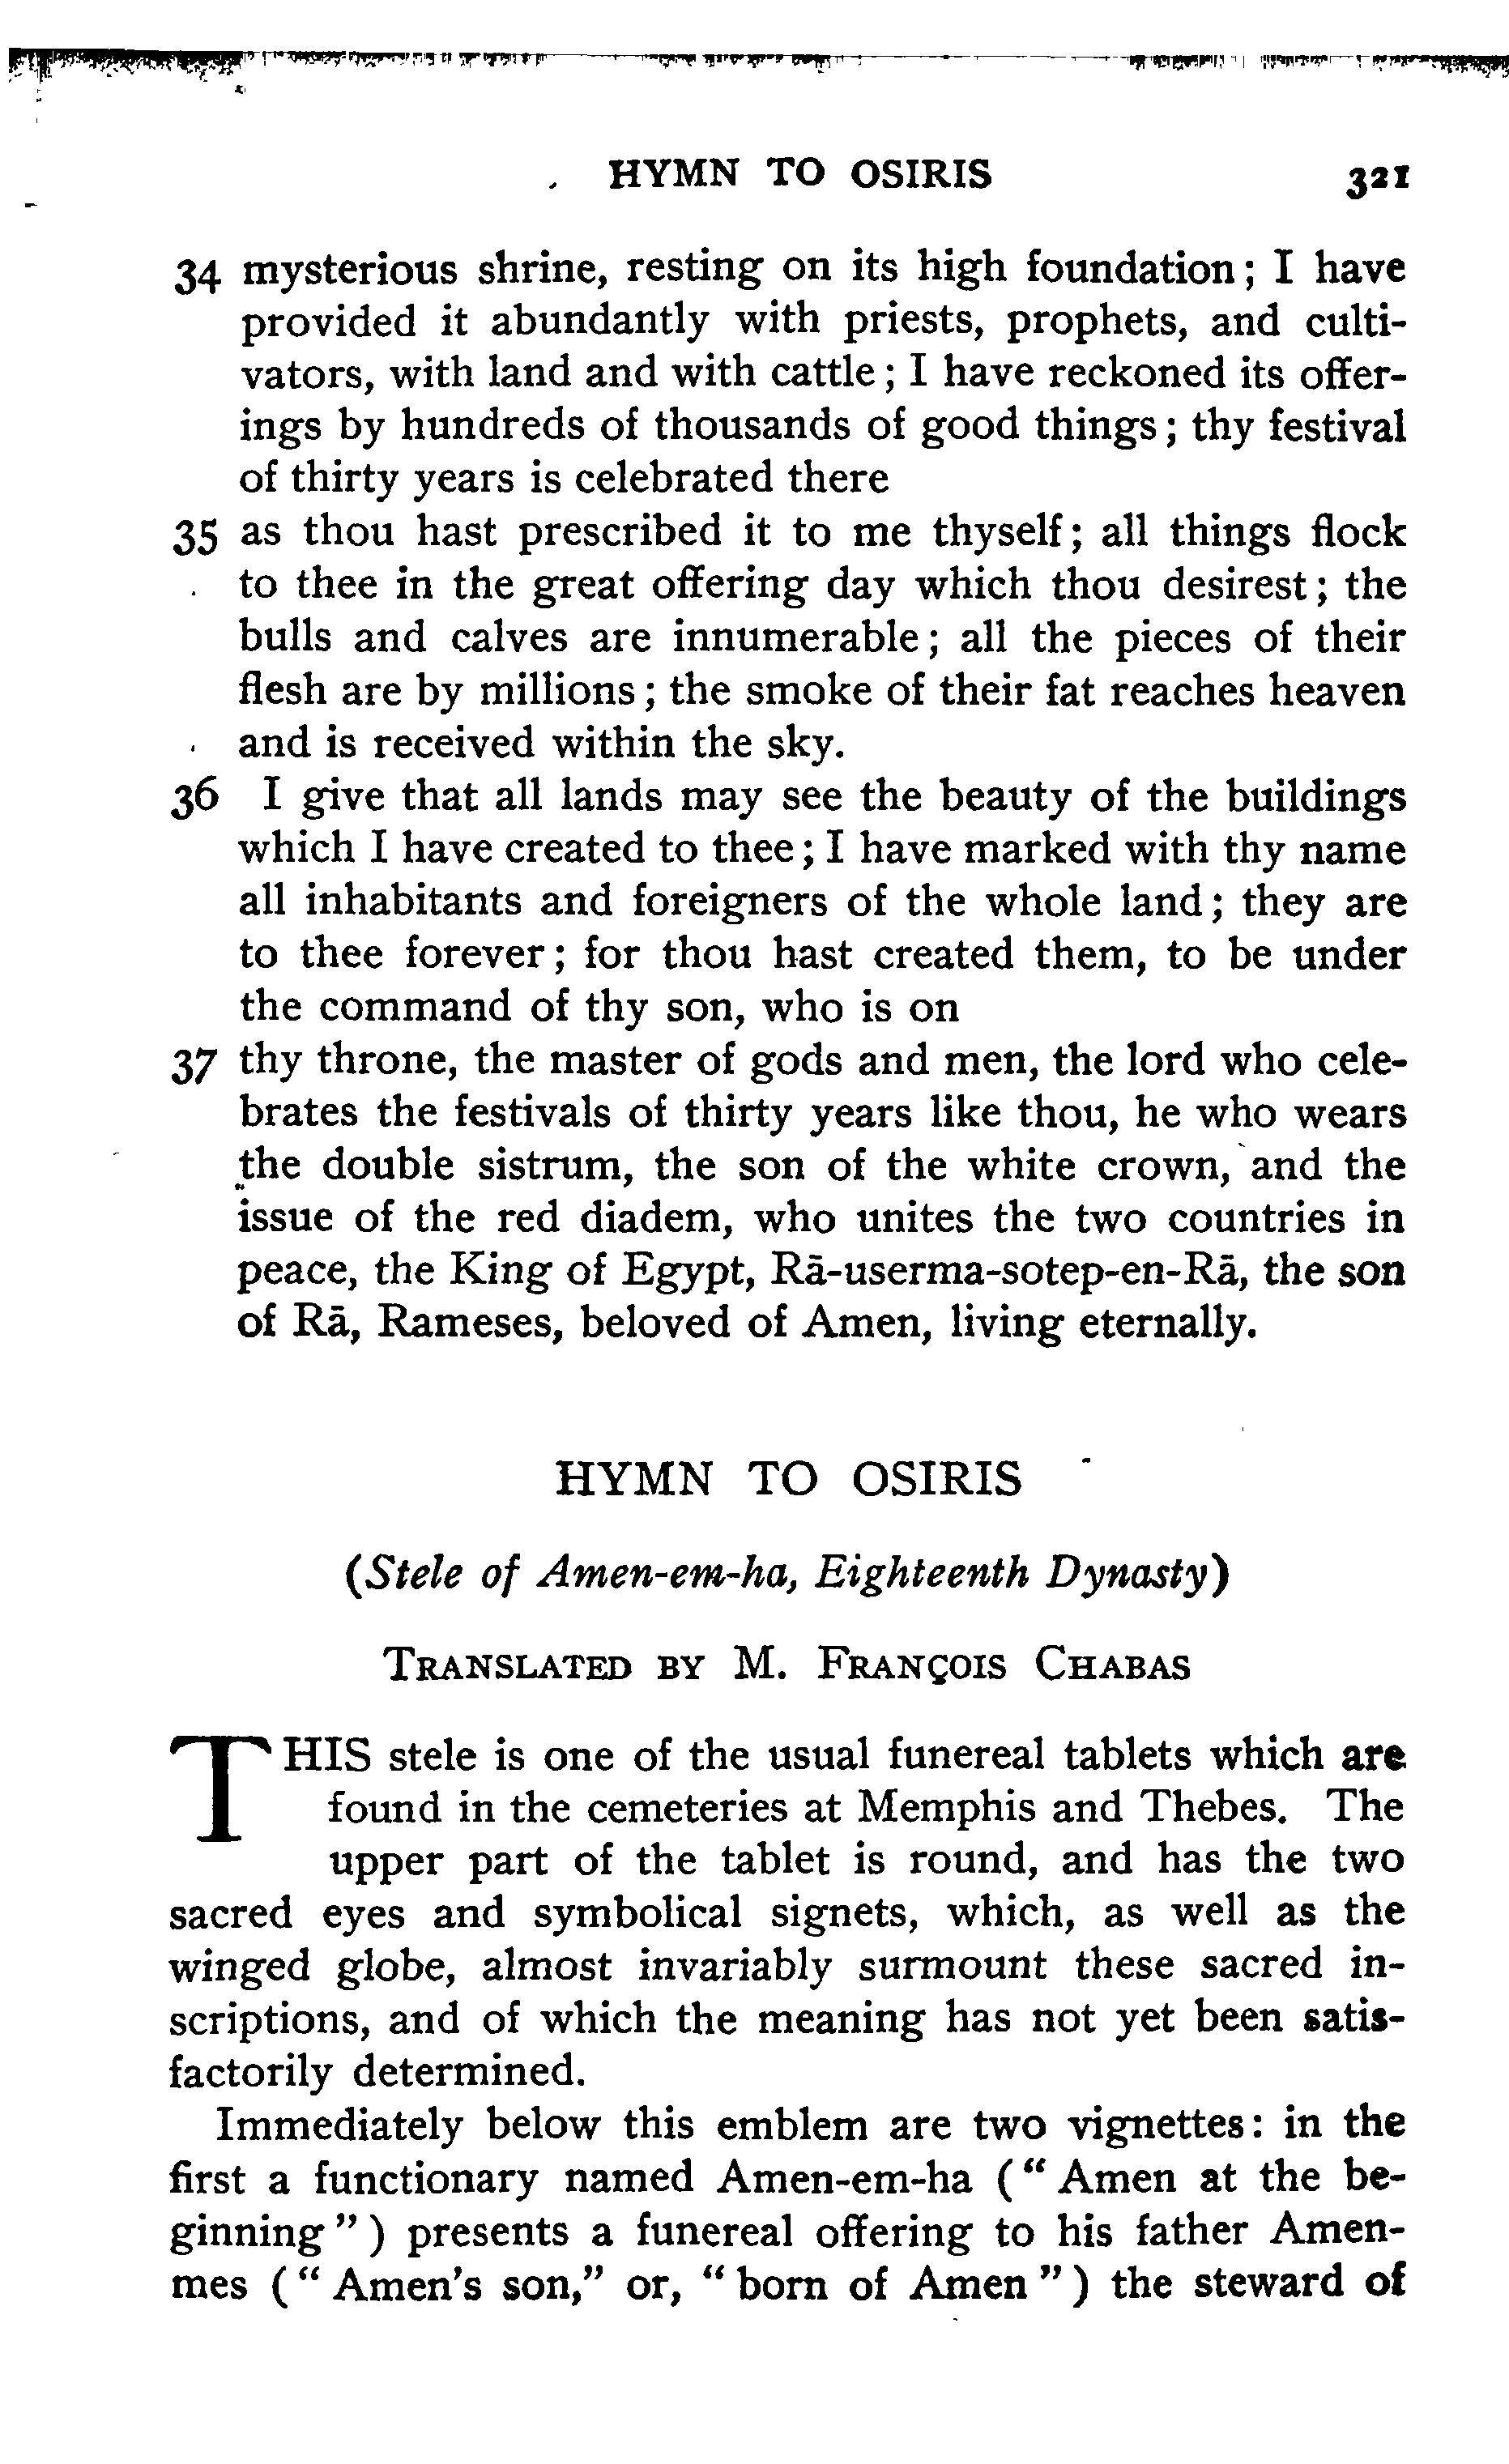 HYMN TO OSIRIS 321
34 mysterious shrine, resting on its high foundation; I have
provided it abundantly with priests, prophets, and culti-
vators, with land and with cattle; I have reckoned its offer-
ings by hundreds of thousands of good things; thy festival
of thirty years is celebrated there
35 as thou hast prescribed it to me thyself; all things flock
to thee in the great offering day which thou desirest; the
bulls and calves are innumerable; all the pieces of their
flesh are by millions; the smoke of their fat reaches heaven
and is received within the sky.
36 I give that all lands may see the beauty of the buildings
which I have created to thee; I have marked with thy name
all inhabitants and foreigners of the whole land; they are
to thee forever; for thou hast created them, to be under
the command of thy son, who is on
37 thy throne, the master of gods and men, the lord who cele-
brates the festivals of thirty years like thou, he who wears
the double sistrum, the son of the white crown, and the
issue of the red diadem, who unites the two countries in
peace, the King of Egypt, Rā-userma-sotep-en-Rā, the son
of Rā, Rameses, beloved of Amen, living eternally.
HYMN TO OSIRIS
(Stele of Amen-em-ha, Eighteenth Dynasty)
TRANSLATED BY M. FRANÇOIS CHABAS
THIS stele is one of the usual funereal tablets which are
found in the cemeteries at Memphis and Thebes. The
upper part of the tablet is round, and has the two
sacred eyes and symbolical signets, which, as well as the
winged globe, almost invariably surmount these sacred in-
scriptions, and of which the meaning has not yet been satis-
factorily determined.
Immediately below this emblem are two vignettes: in the
first a functionary named Amen-em-ha (" Amen at the be-
ginning ") presents a funereal offering to his father Amen-
mes (" Amen's son," or, " born of Amen ") the steward of